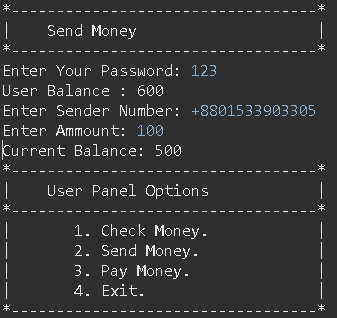 *----------------------------------*
|    Send Money                    |
*----------------------------------*
Enter Your Password: 123
User Balance : 600
Enter Sender Number: +8801533903305
Enter Ammount: 100
Current Balance: 500
*----------------------------------*
|    User Panel Options            |
*----------------------------------*
|       1. Check Money.            |
|       2. Send Money.             |
|       3. Pay Money.              |
|       4. Exit.                   |
*----------------------------------*